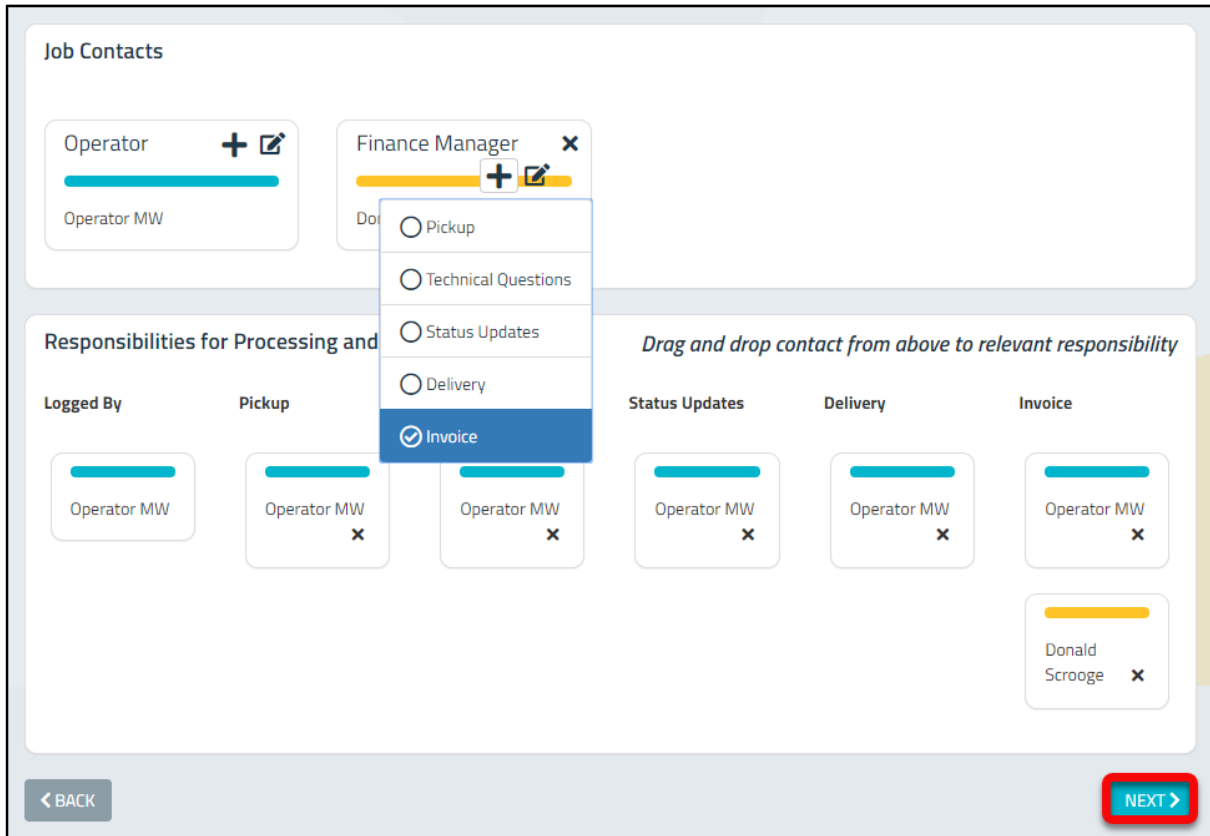 Job Contacts
Operator
Finance Manager
Operator MW
Pickup
Technical Questions
Status Updates
Delivery
Invoice
Responsibilities for Processing and
Drag and drop contact from above to relevant responsibility
Logged By
Pickup
Status Updates
Delivery
Invoice
Operator MW
Operator MW
Operator MW
Operator MW
Operator MW
Operator MW
Donald
Scrooge
BACK
NEXT